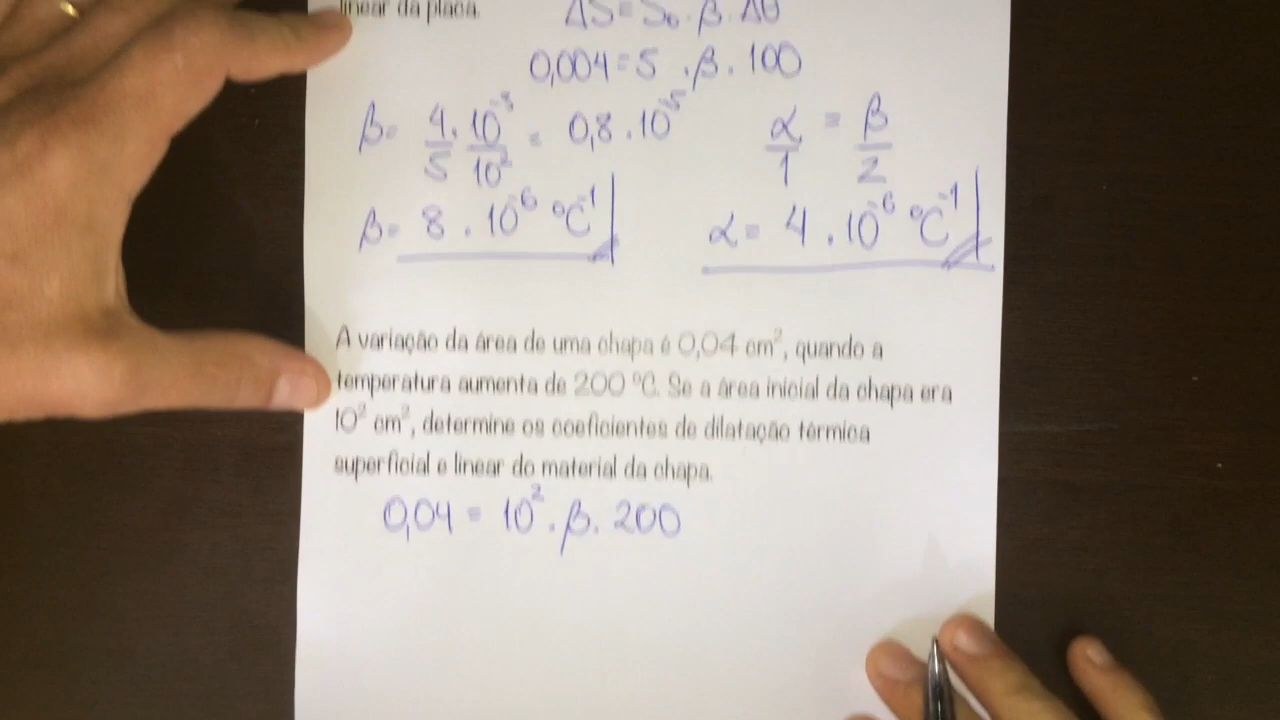 linear da placa.
ΔS = S₀ . β . Δθ
0,004 = 5 . β . 100
β = 4 . 10⁻³ / 5 10² = 0,8 . 10⁻⁵
α / 1 = β / 2
β = 8 . 10⁻⁶ °C⁻¹
α = 4 . 10⁻⁶ °C⁻¹
A variação da área de uma chapa é 0,04 cm², quando a
temperatura aumenta de 200 °C. Se a área inicial da chapa era
10² cm², determine os coeficientes de dilatação térmica
superficial e linear do material da chapa.
0,04 = 10² . β . 200